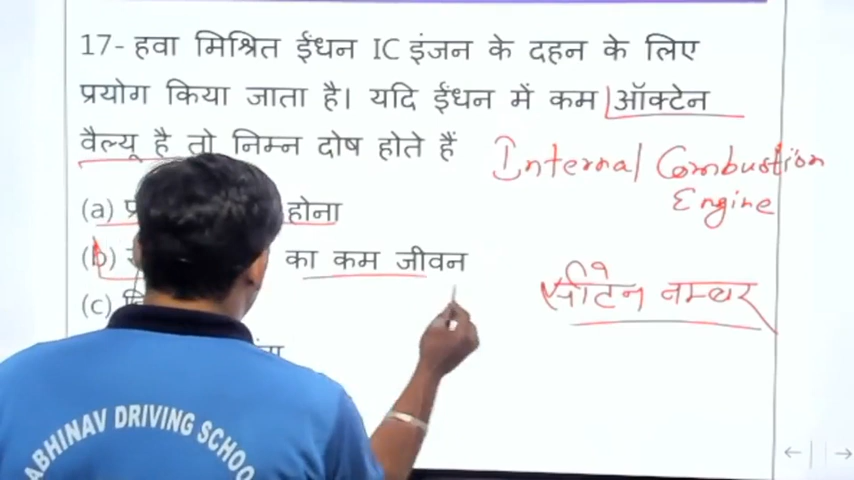 17- हवा मिश्रित ईंधन IC इंजन के दहन के लिए
प्रयोग किया जाता है। यदि ईंधन में कम ऑक्टेन
वैल्यू है तो निम्न दोष होते हैं
Internal Combustion
Engine
(a) होना
(b) का कम जीवन
सीटेन नम्बर
(c)
ABHINAV DRIVING SCHOO